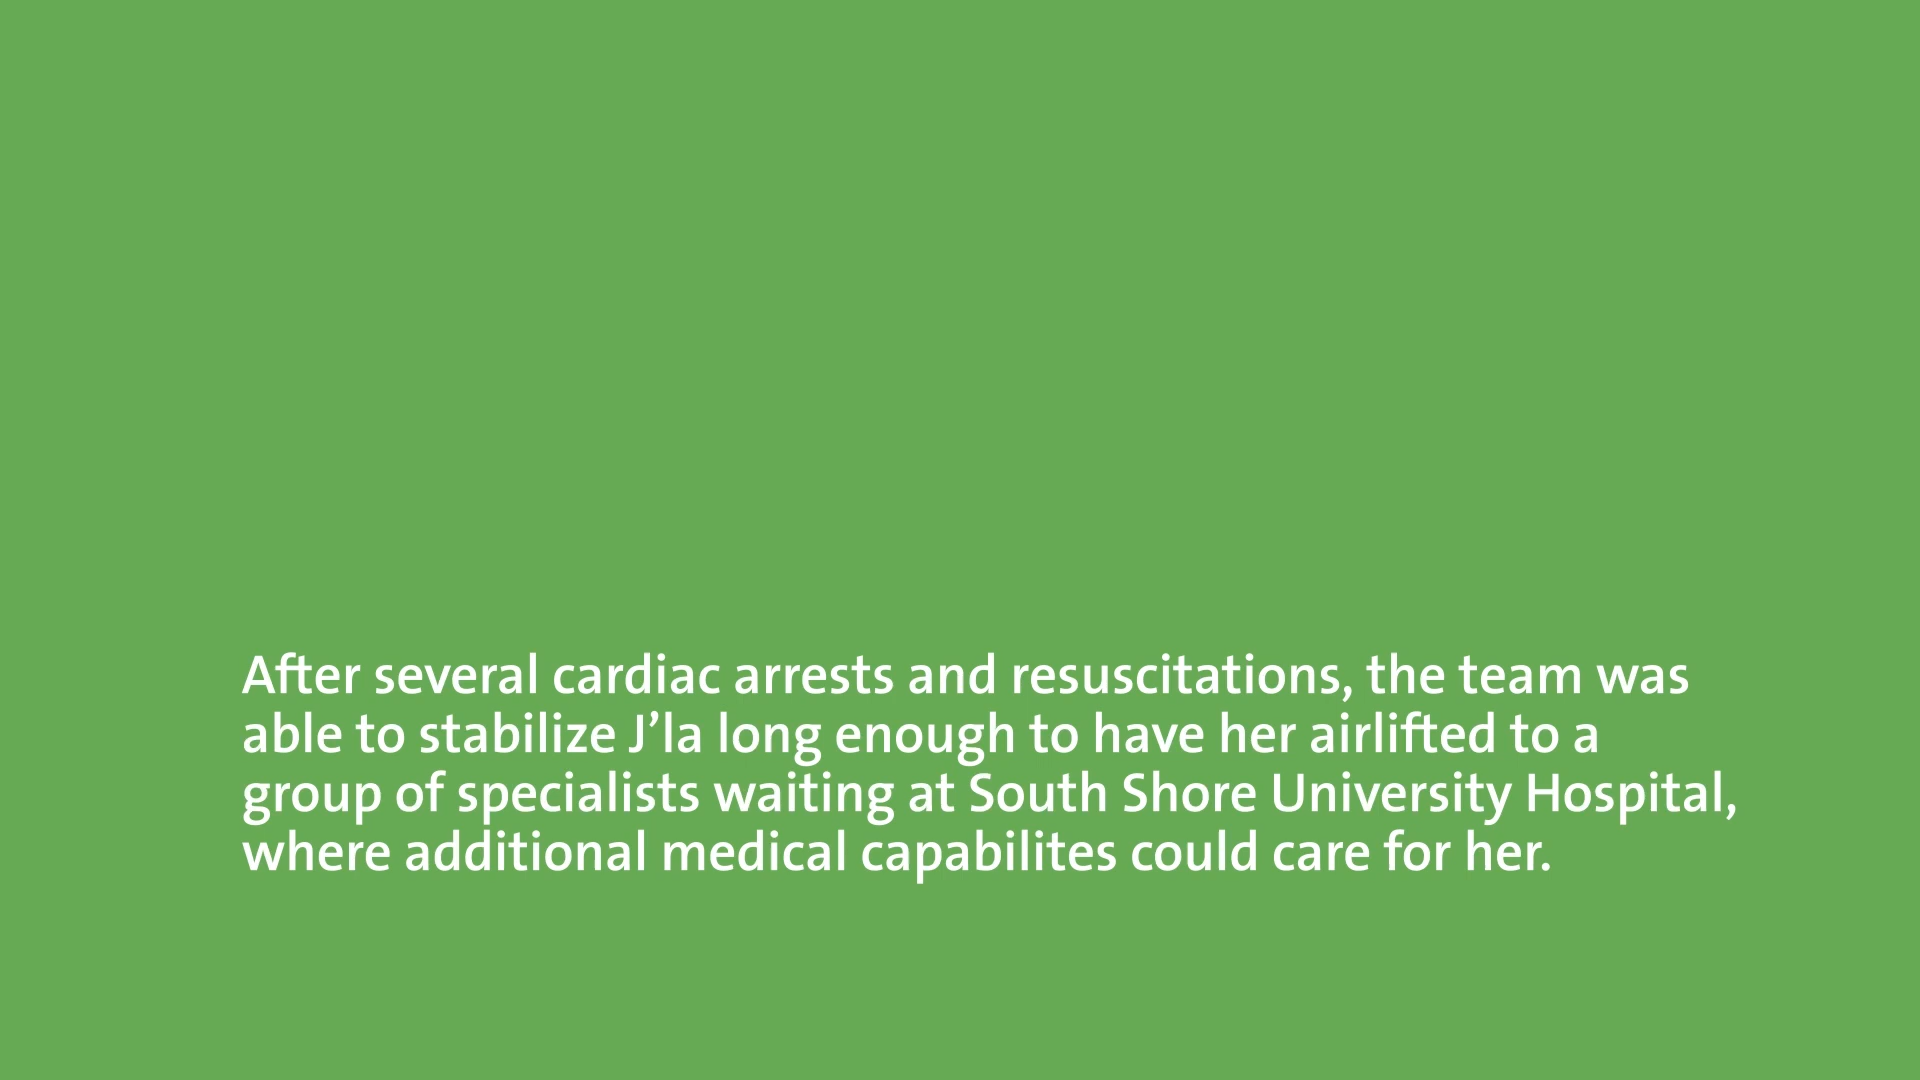 After several cardiac arrests and resuscitations, the team was
able to stabilize J’la long enough to have her airlifted to a
group of specialists waiting at South Shore University Hospital,
where additional medical capabilites could care for her.